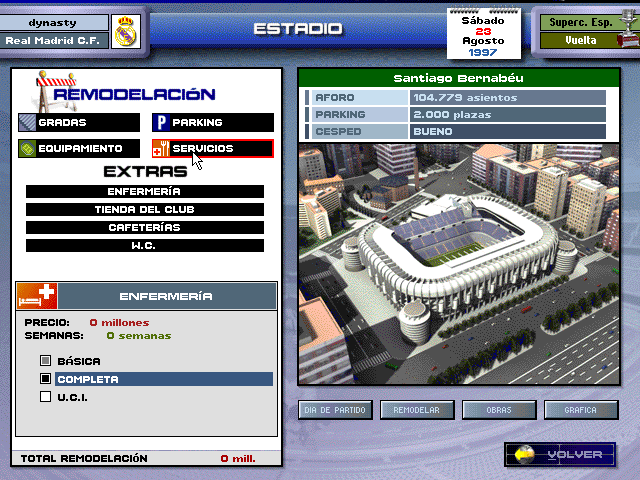 dynasty
Real Madrid C.F.
ESTADIO
Sábado
23
Agosto
1997
Superc. Esp.
Vuelta
REMODELACIÓN
GRADAS
P PARKING
EQUIPAMIENTO
SERVICIOS
EXTRAS
ENFERMERÍA
TIENDA DEL CLUB
CAFETERÍAS
W.C.
ENFERMERÍA
PRECIO: 0 millones
SEMANAS: 0 semanas
BÁSICA
COMPLETA
U.C.I.
TOTAL REMODELACIÓN 0 mill.
Santiago Bernabéu
AFORO 104.779 asientos
PARKING 2.000 plazas
CESPED BUENO
DIA DE PARTIDO
REMODELAR
OBRAS
GRAFICA
VOLVER